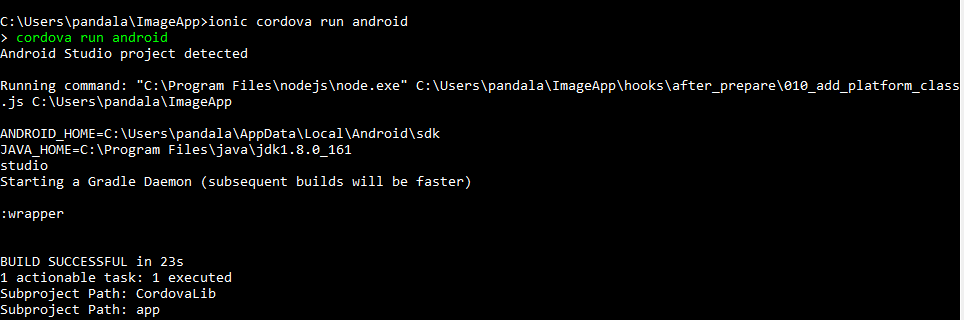 C:\Users\pandala\ImageApp>ionic cordova run android
> cordova run android
Android Studio project detected
Running command: "C:\Program Files\nodejs\node.exe" C:\Users\pandala\ImageApp\hooks\after_prepare\010_add_platform_class
.js C:\Users\pandala\ImageApp
ANDROID_HOME=C:\Users\pandala\AppData\Local\Android\sdk
JAVA_HOME=C:\Program Files\java\jdk1.8.0_161
studio
Starting a Gradle Daemon (subsequent builds will be faster)
:wrapper
BUILD SUCCESSFUL in 23s
1 actionable task: 1 executed
Subproject Path: CordovaLib
Subproject Path: app